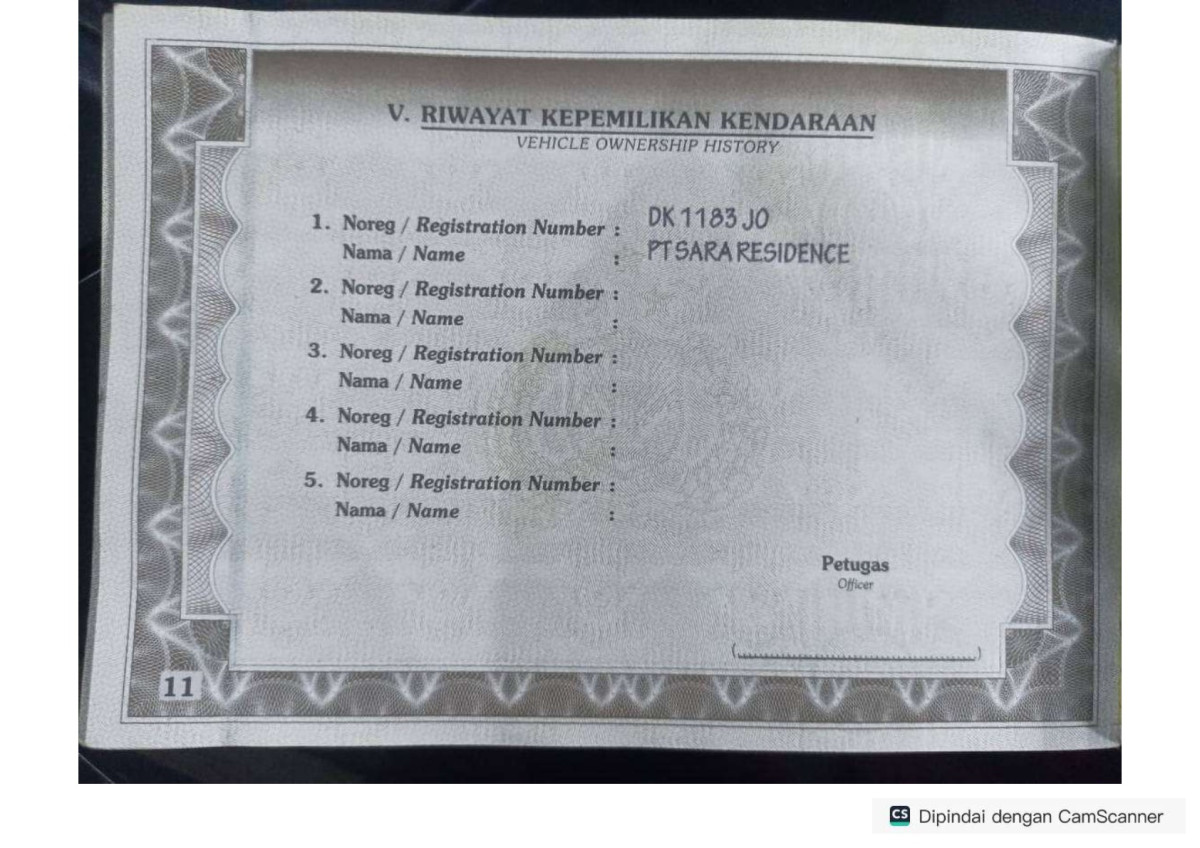 V. RIWAYAT KEPEMILIKAN KENDARAAN
VEHICLE OWNERSHIP HISTORY
1. Noreg / Registration Number : DK 1183 JO
Nama / Name : PT SARA RESIDENCE
2. Noreg / Registration Number :
Nama / Name :
3. Noreg / Registration Number :
Nama / Name :
4. Noreg / Registration Number :
Nama / Name :
5. Noreg / Registration Number :
Nama / Name :
Petugas
Officer
(..............................)
11
CS Dipindai dengan CamScanner